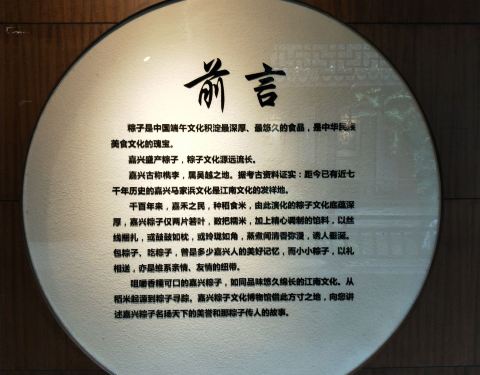 前言
粽子是中国端午文化积淀最深厚、最悠久的食品，是中华民族
美食文化的瑰宝。
嘉兴盛产粽子，粽子文化源远流长。
嘉兴古称檇李，属吴越之地。据考古资料证实：距今已有近七
千年历史的嘉兴马家浜文化是江南文化的发祥地。
千百年来，嘉禾之民，种稻食米，由此演化的粽子文化底蕴深
厚，嘉兴粽子仅两片箬叶，数把糯米，加上精心调制的馅料，以丝
线捆扎，或鼓鼓如枕，或玲珑如角，蒸煮间清香弥漫，诱人垂涎。
包粽子、吃粽子，曾是多少嘉兴人的美好记忆，而小小粽子，以礼
相送，亦是维系亲情、友情的纽带。
咀嚼香糯可口的嘉兴粽子，如同品味悠久绵长的江南文化。从
稻米起源到粽子寻踪。嘉兴粽子文化博物馆借此方寸之地，向您讲
述嘉兴粽子名扬天下的美誉和那粽子传人的故事。